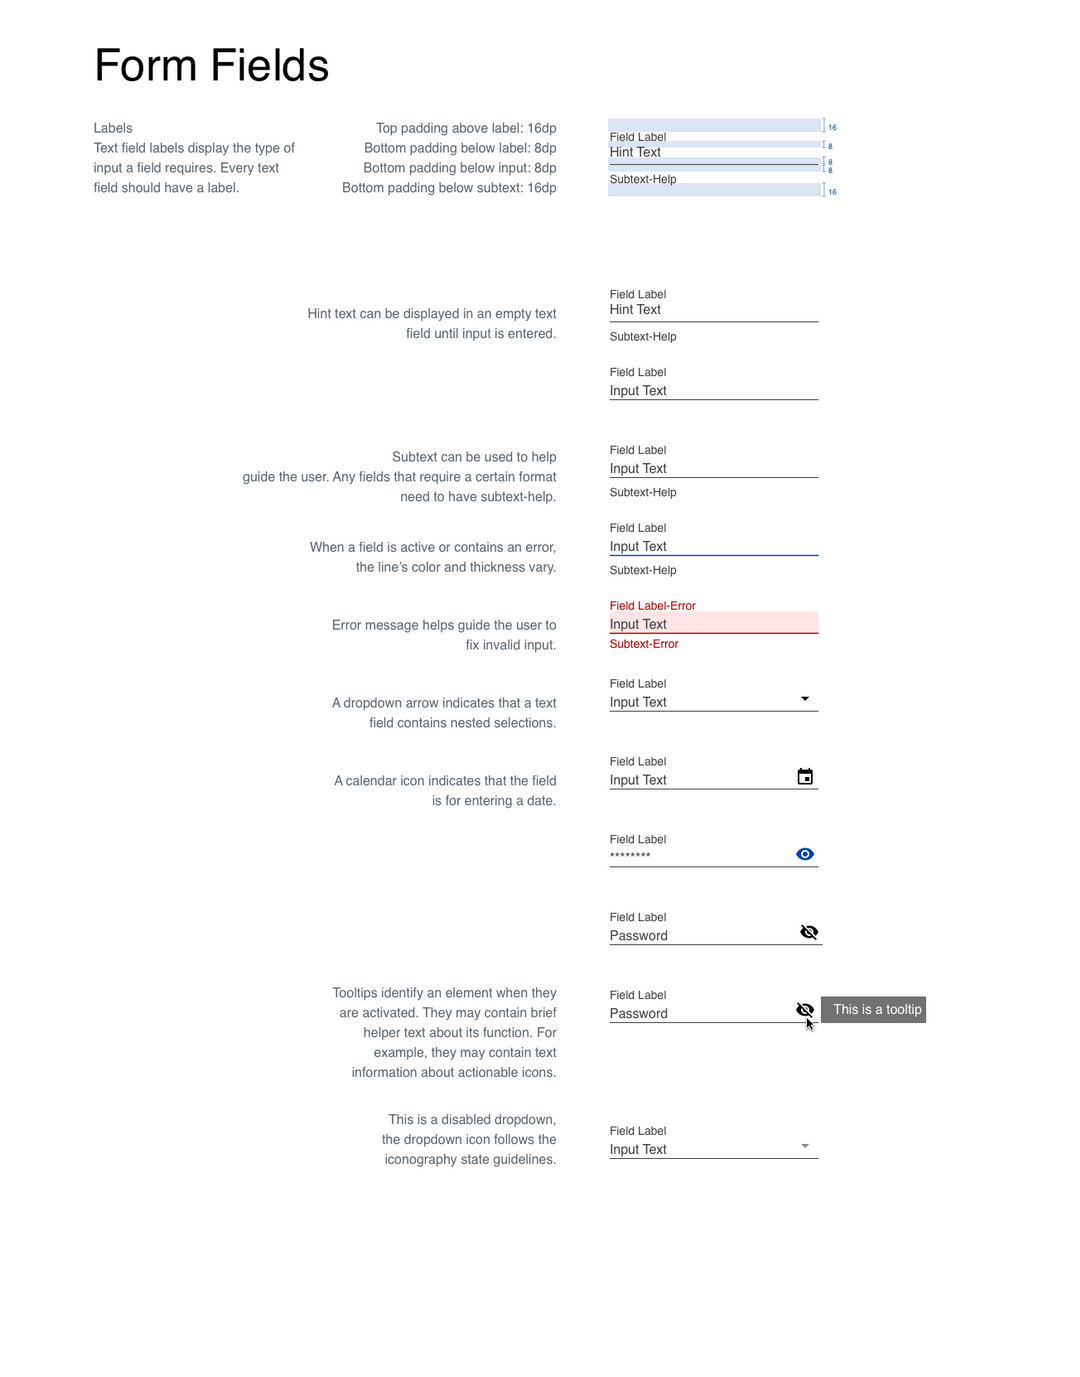 Form Fields
Labels
Text field labels display the type of
input a field requires. Every text
field should have a label.
Top padding above label: 16dp
Bottom padding below label: 8dp
Bottom padding below input: 8dp
Bottom padding below subtext: 16dp
Field Label
Hint Text
Subtext-Help
16
8
8
8
16
Hint text can be displayed in an empty text
field until input is entered.
Field Label
Hint Text
Subtext-Help
Field Label
Input Text
Subtext can be used to help
guide the user. Any fields that require a certain format
need to have subtext-help.
Field Label
Input Text
Subtext-Help
When a field is active or contains an error,
the line’s color and thickness vary.
Field Label
Input Text
Subtext-Help
Error message helps guide the user to
fix invalid input.
Field Label-Error
Input Text
Subtext-Error
A dropdown arrow indicates that a text
field contains nested selections.
Field Label
Input Text
A calendar icon indicates that the field
is for entering a date.
Field Label
Input Text
Field Label
********
Field Label
Password
Tooltips identify an element when they
are activated. They may contain brief
helper text about its function. For
example, they may contain text
information about actionable icons.
Field Label
Password
This is a tooltip
This is a disabled dropdown,
the dropdown icon follows the
iconography state guidelines.
Field Label
Input Text